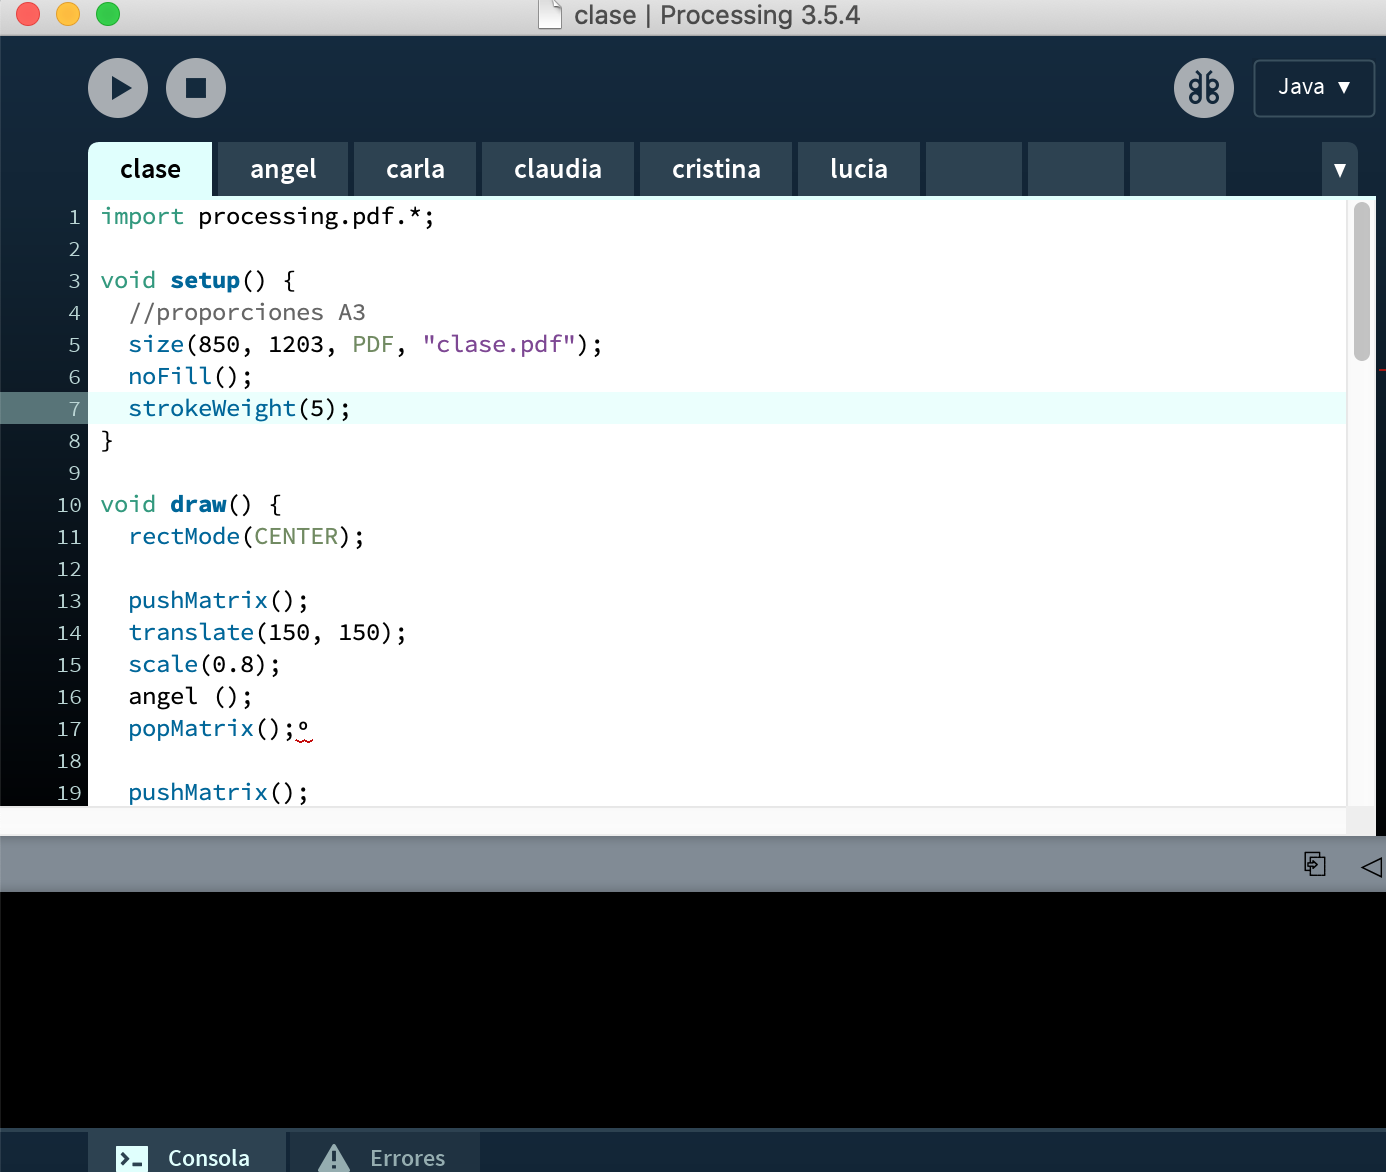 clase | Processing 3.5.4
Java ▼
clase angel carla claudia cristina lucia ▼
1 import processing.pdf.*;
2
3 void setup() {
4   //proporciones A3
5   size(850, 1203, PDF, "clase.pdf");
6   noFill();
7   strokeWeight(5);
8 }
9
10 void draw() {
11   rectMode(CENTER);
12
13   pushMatrix();
14   translate(150, 150);
15   scale(0.8);
16   angel ();
17   popMatrix();º
18
19   pushMatrix();
Consola Errores